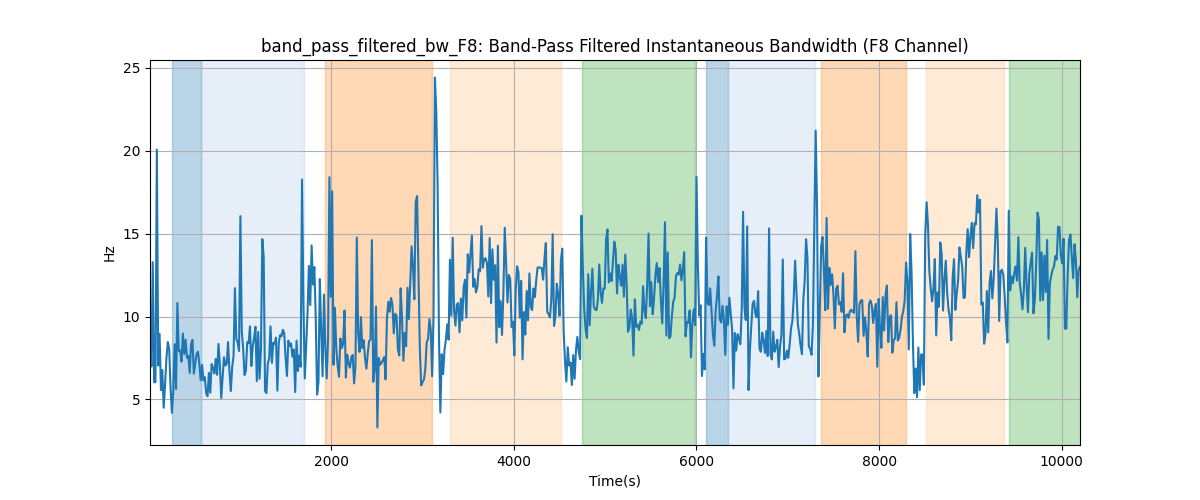 band_pass_filtered_bw_F8: Band-Pass Filtered Instantaneous Bandwidth (F8 Channel)
25
20
15
10
5
Hz
2000 4000 6000 8000 10000
Time(s)